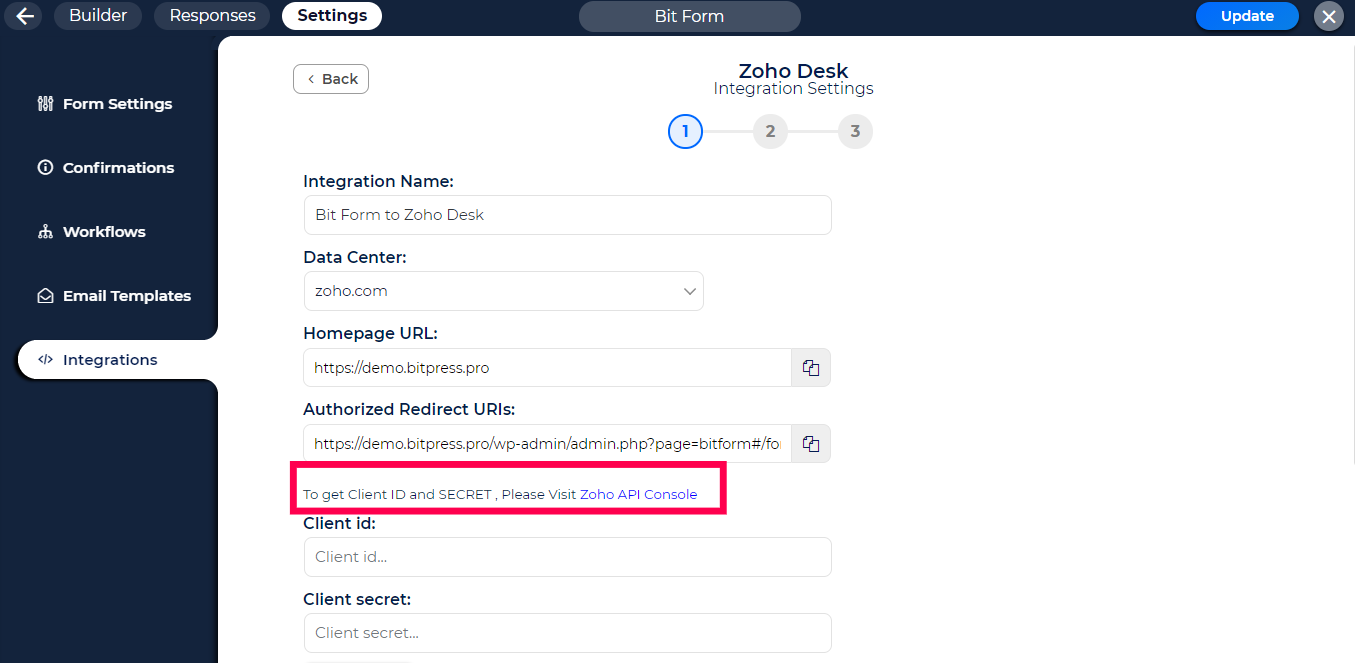 Builder
Responses
Settings
Bit Form
Update
Form Settings
Confirmations
Workflows
Email Templates
Integrations
Back
Zoho Desk
Integration Settings
1 2 3
Integration Name:
Bit Form to Zoho Desk
Data Center:
zoho.com
Homepage URL:
https://demo.bitpress.pro
Authorized Redirect URIs:
https://demo.bitpress.pro/wp-admin/admin.php?page=bitform#/for
To get Client ID and SECRET , Please Visit Zoho API Console
Client id:
Client id...
Client secret:
Client secret...